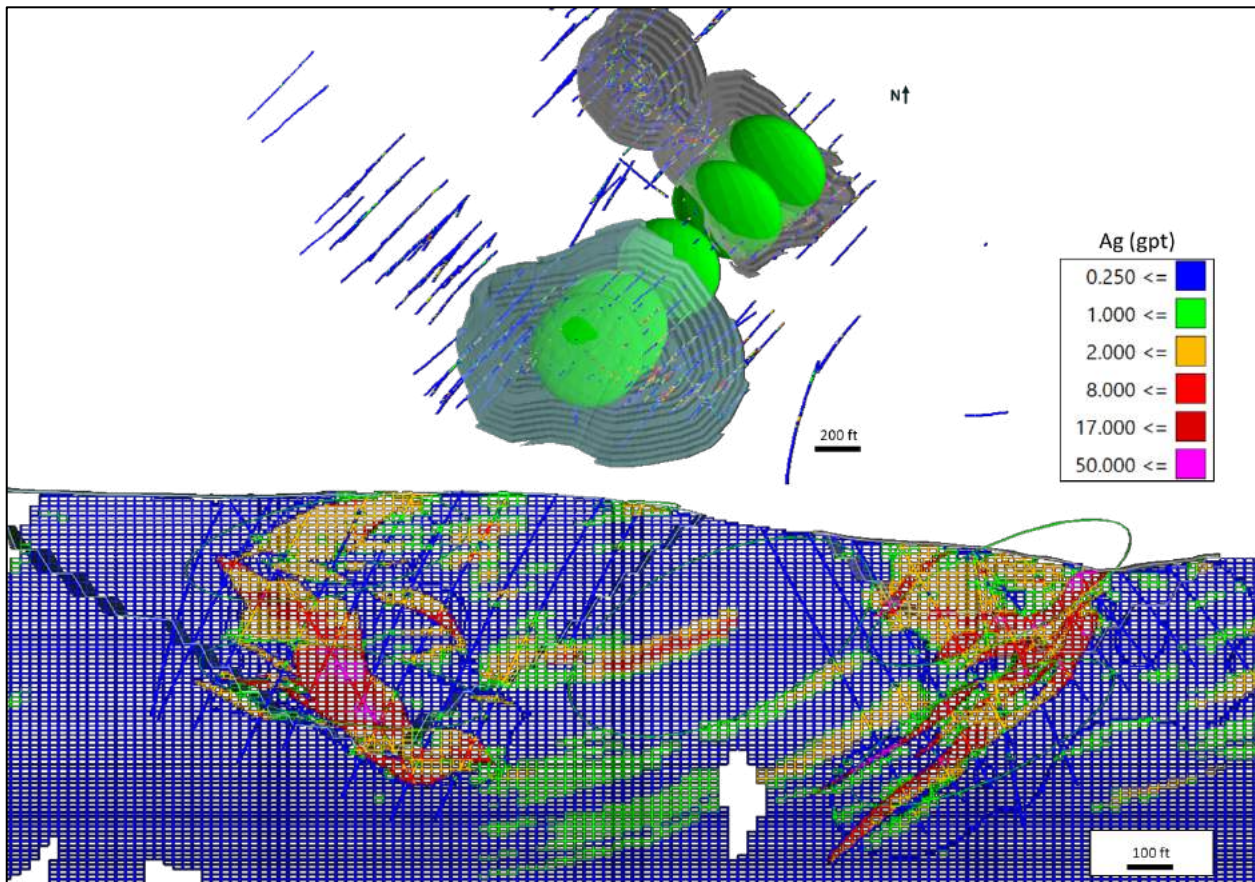 N↑
Ag (gpt)
0.250 <=
1.000 <=
2.000 <=
8.000 <=
17.000 <=
50.000 <=
200 ft
100 ft